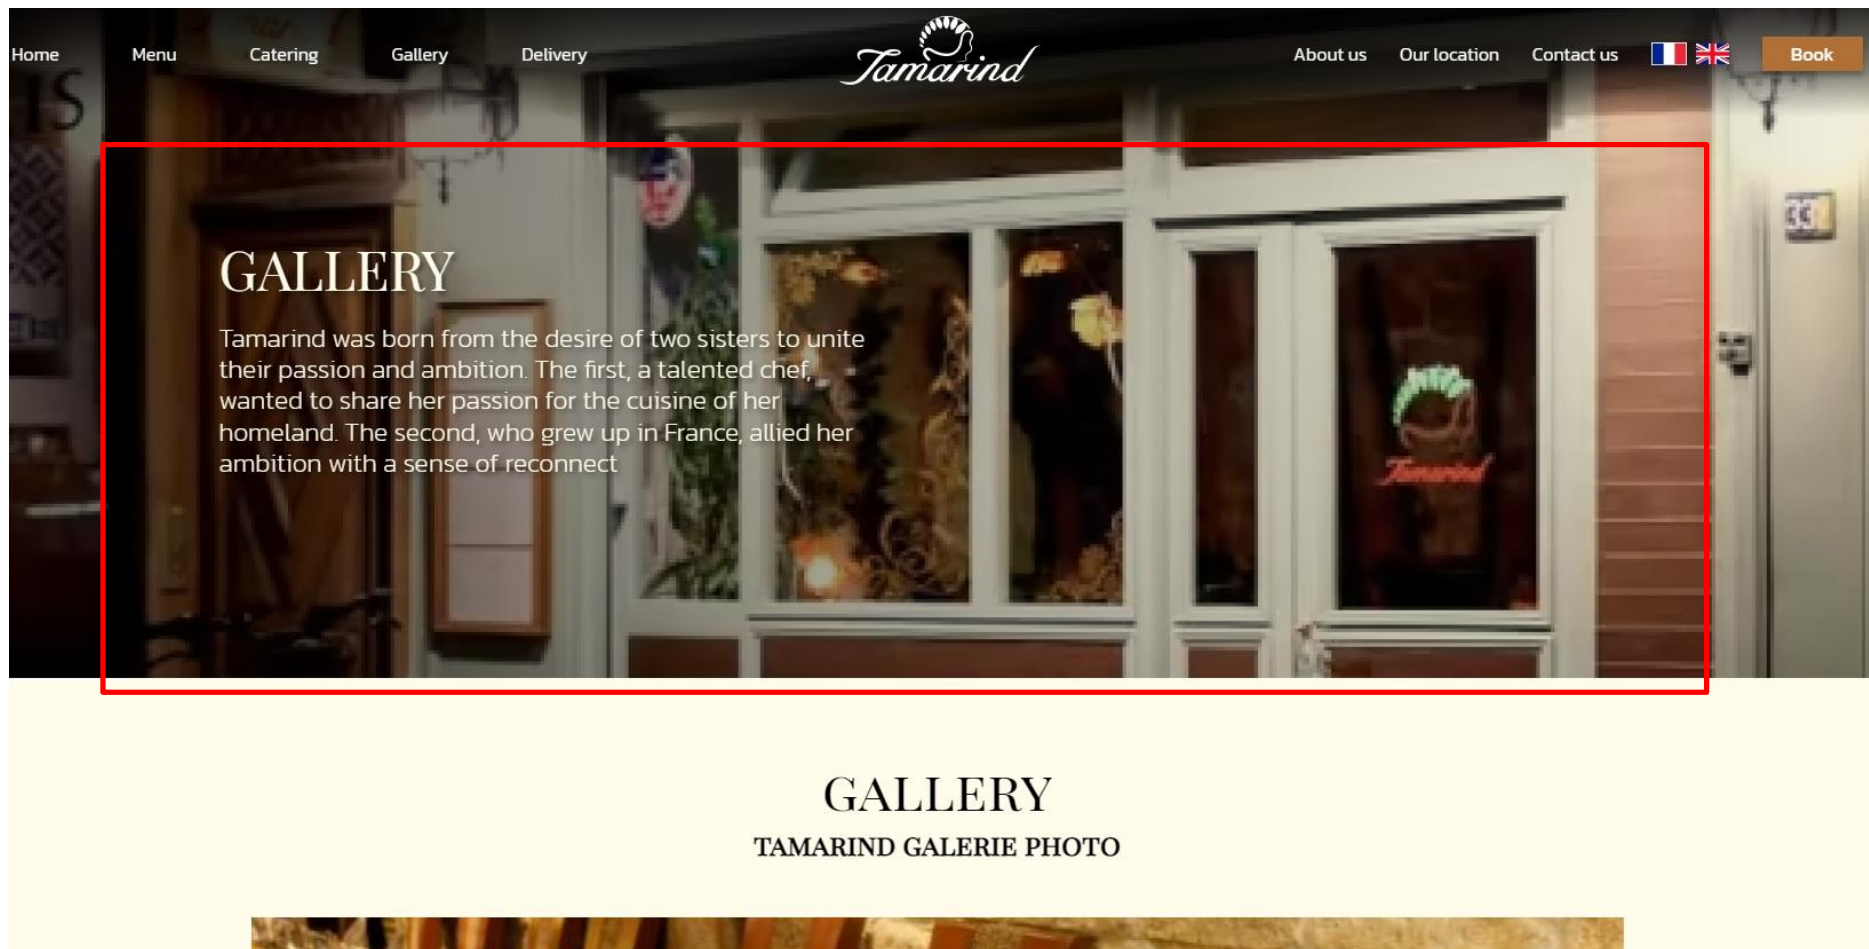 Home Menu Catering Gallery Delivery Tamarind About us Our location Contact us Book
GALLERY
Tamarind was born from the desire of two sisters to unite
their passion and ambition. The first, a talented chef,
wanted to share her passion for the cuisine of her
homeland. The second, who grew up in France, allied her
ambition with a sense of reconnect
Tamarind
GALLERY
TAMARIND GALERIE PHOTO